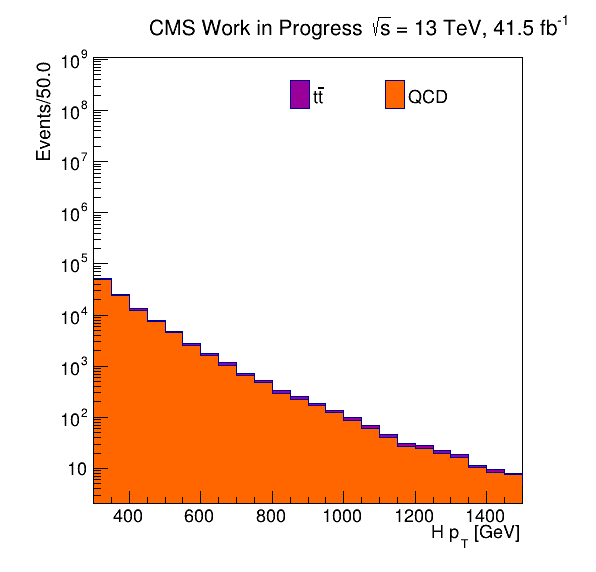 CMS Work in Progress √s = 13 TeV, 41.5 fb⁻¹
Events/50.0
10⁹
10⁸
10⁷
10⁶
10⁵
10⁴
10³
10²
10
tt̄ QCD
400 600 800 1000 1200 1400
H p_T [GeV]